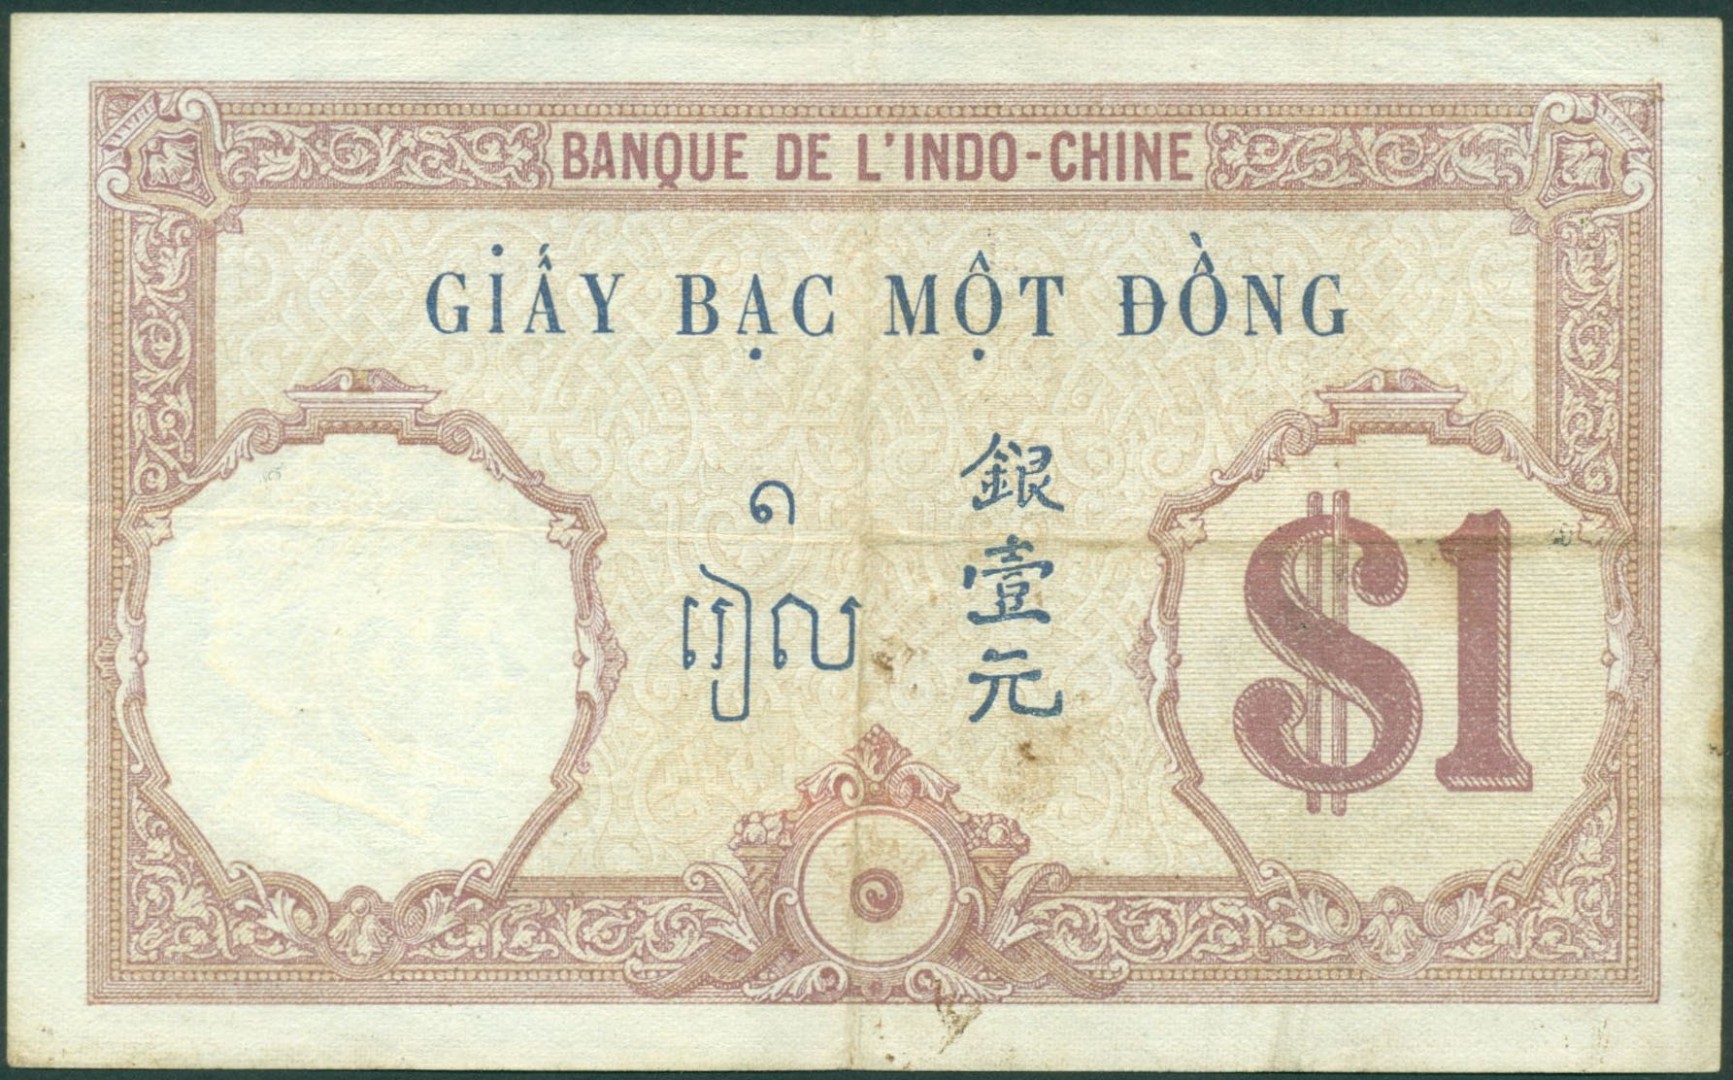 BANQUE DE L'INDO-CHINE
GIẤY BẠC MỘT ĐỒNG
១
រៀល
銀壹元
$1